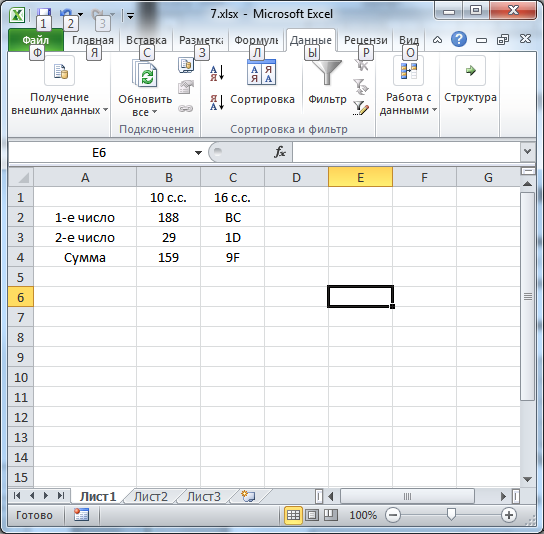 7.xlsx - Microsoft Excel
1 2 3
Файл Главная Вставка Разметка Формулы Данные Рецензи Вид
Ф Я С З Л Ы Р О
Получение внешних данных
Обновить все
Сортировка
Фильтр
Работа с данными
Структура
Подключения
Сортировка и фильтр
E6
fx
A B C D E F G
1 10 с.с. 16 с.с.
2 1-е число 188 BC
3 2-е число 29 1D
4 Сумма 159 9F
5
6
7
8
9
10
11
12
13
14
15
Лист1 Лист2 Лист3
Готово
100%